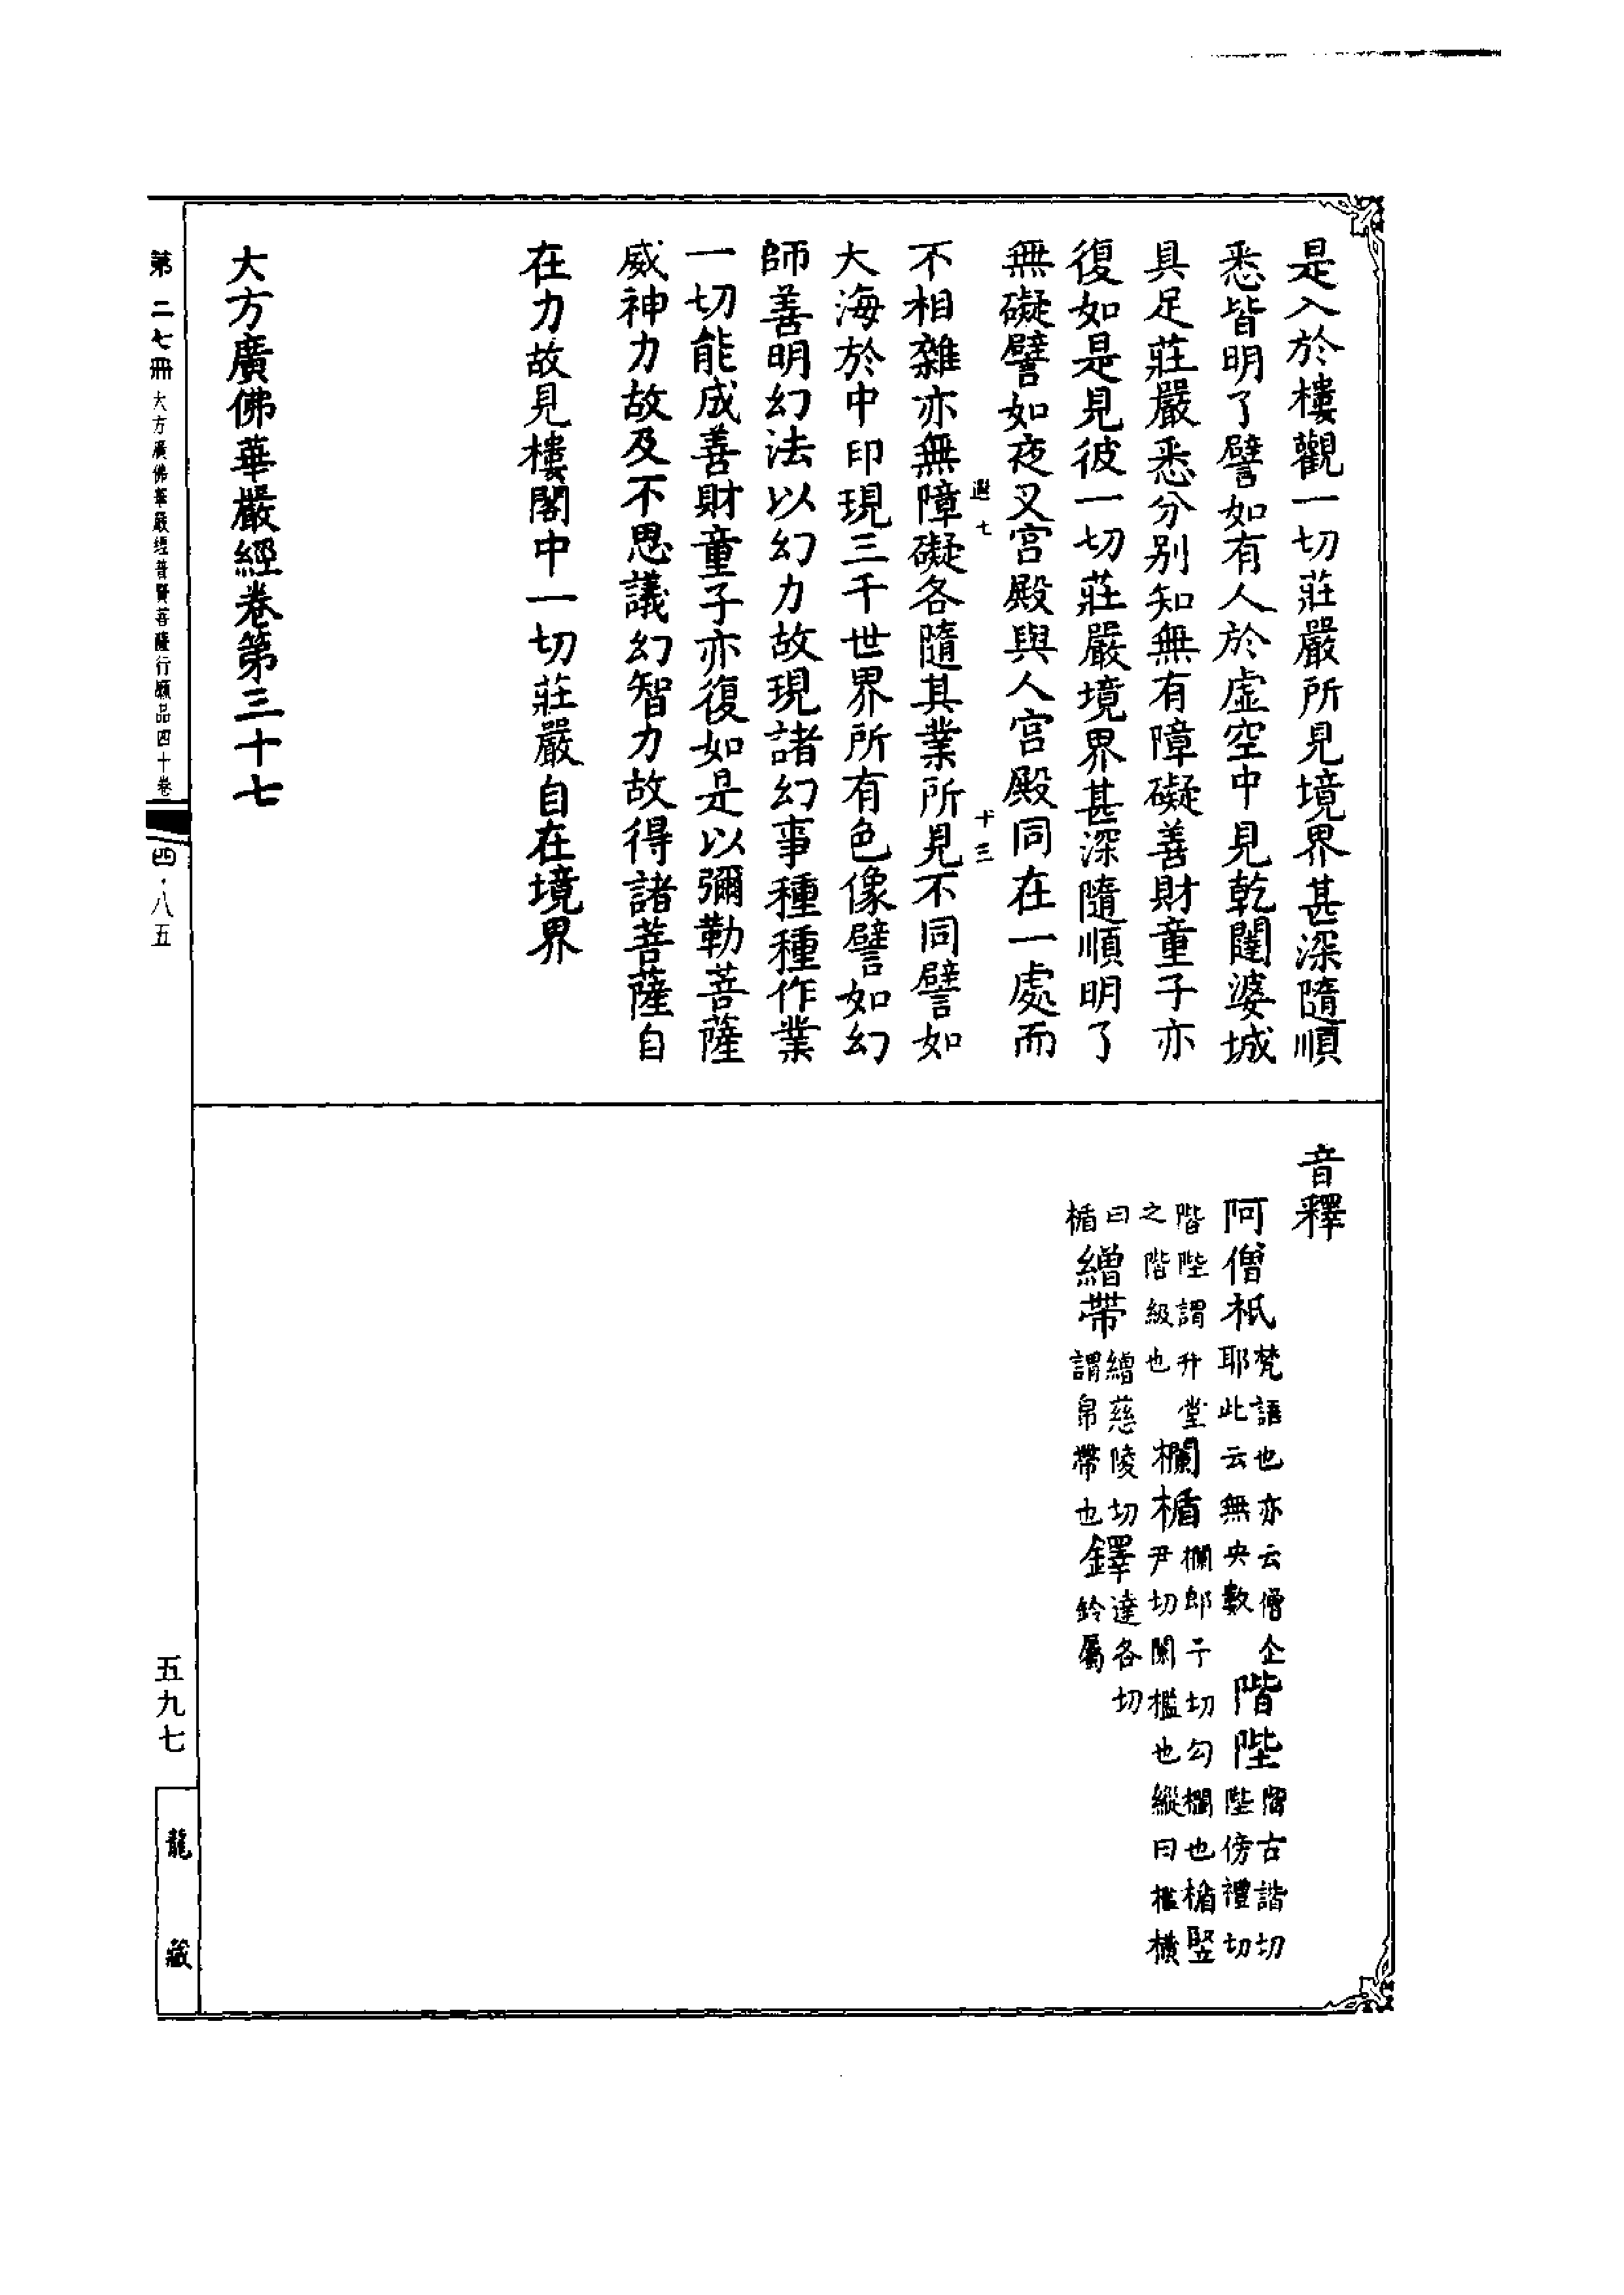 是入於樓觀一切莊嚴所見境界甚深隨順
悉皆明了譬如有人於虛空中見乾闥婆城
具足莊嚴悉分別知無有障礙善財童子亦
復如是見彼一切莊嚴境界甚深隨順明了
無礙譬如夜叉宮殿與人宮殿同在一處而
十三
不相雜亦無障礙各隨其業所見不同譬如
大海於中印現三千世界所有色像譬如幻
師善明幻法以幻力故現諸幻事種種作業
一切能成善財童子亦復如是以彌勒菩薩
威神力故及不思議幻智力故得諸菩薩自
在力故見樓閣中一切莊嚴自在境界
大方廣佛華嚴經卷第三十七
音釋
阿僧祇
梵語也亦云僧企
耶此云無央數
階陛
階古諧切
陛傍禮切
階陛謂升堂
之階級也
欄楯
欄郎干切勾欄也楯竪
尹切闌檻也縱曰檻橫
曰
楯
繒帶
繒慈陵切
謂帛帶也
鐸
達各切
鈴屬
第二七冊
大方廣佛華嚴經普賢菩薩行願品四十卷
四·八五
五九七
龍藏